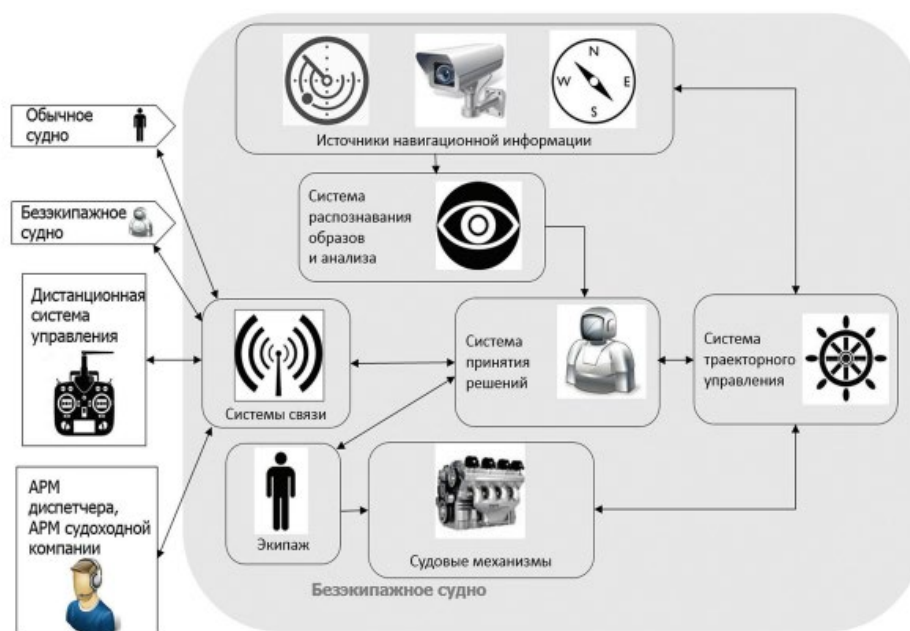 N
W
E
S
Источники навигационной информации
Обычное
судно
Система
распознавания
образов
и анализа
Безэкипажное
судно
Дистанционная
система
управления
Системы связи
Система
принятия
решений
Система
траекторного
управления
АРМ
диспетчера,
АРМ судоходной
компании
Экипаж
Судовые механизмы
Безэкипажное судно